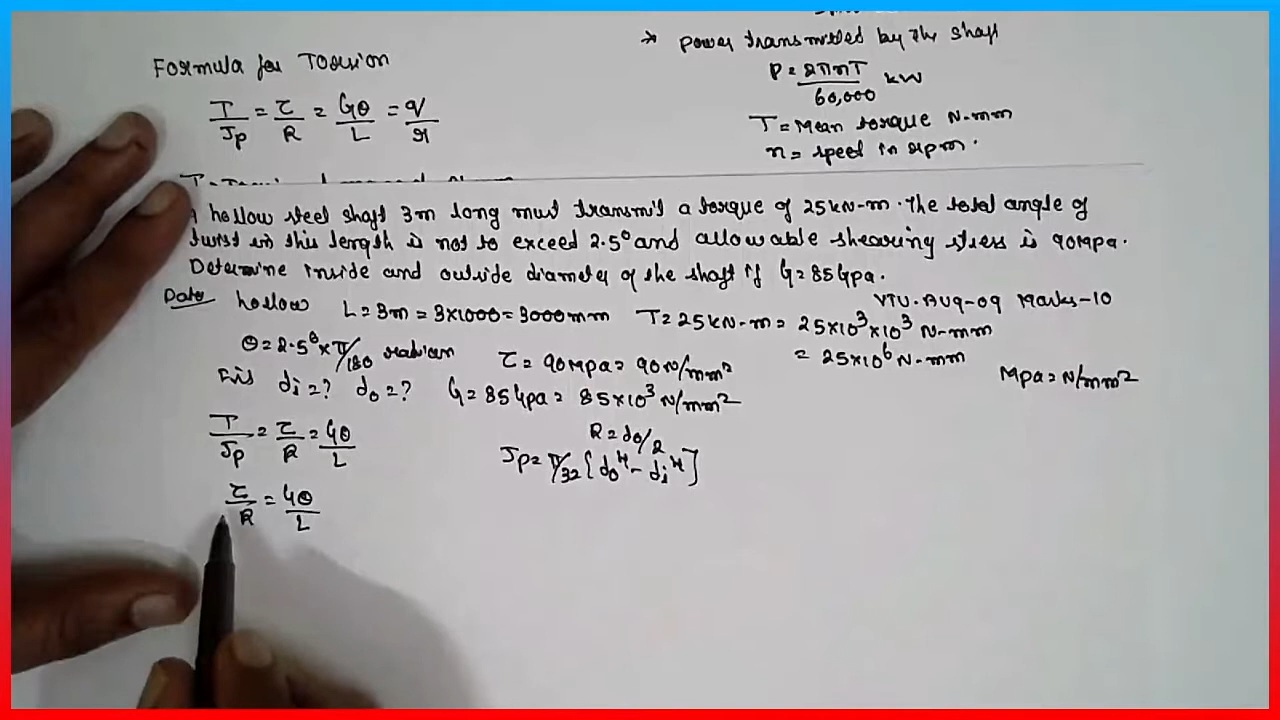 → power transmitted by the shaft
Formula for Torsion
P = 2πnT/60,000 kW
T/Jp = τ/R = Gθ/L = q/r
T = Mean torque N-mm
n = speed in rpm.
A hollow steel shaft 3m long must transmit a torque of 25kN-m. The total angle of
twist in this length is not to exceed 2.5° and allowable shearing stress is 90MPa.
Determine inside and outside diameter of the shaft if G = 85Gpa.
VTU-Aug-09 Marks-10
Data hollow L = 3m = 3×1000 = 3000mm T = 25kN-m = 25×10³×10³ N-mm
= 25×10⁶ N-mm
θ = 2.5° × π/180 radian τ = 90Mpa = 90N/mm²
Mpa = N/mm²
di = ? do = ? G = 85Gpa = 85×10³ N/mm²
T/Jp = τ/R = Gθ/L R = do/2
Jp = π/32 [do⁴ - di⁴]
τ/R = Gθ/L